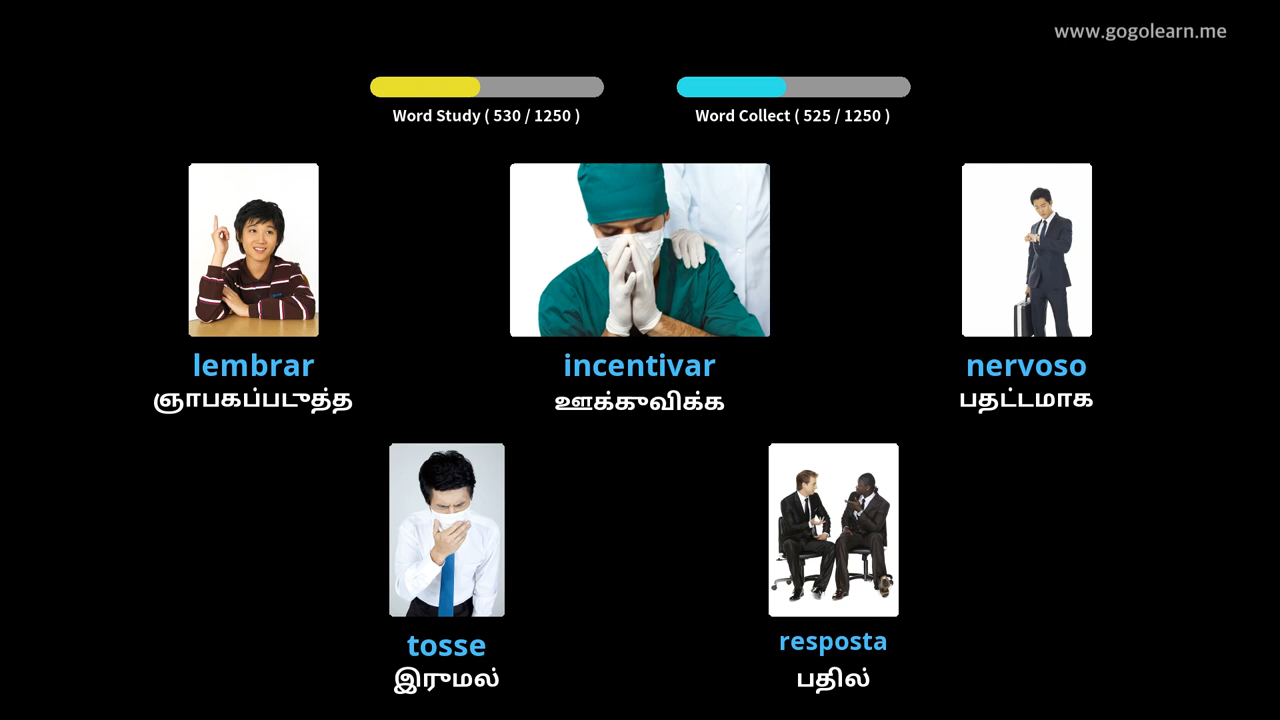 www.gogolearn.me
Word Study ( 530 / 1250 )
Word Collect ( 525 / 1250 )
lembrar
ஞாபகப்படுத்த
incentivar
ஊக்குவிக்க
nervoso
பதட்டமாக
tosse
இருமல்
resposta
பதில்